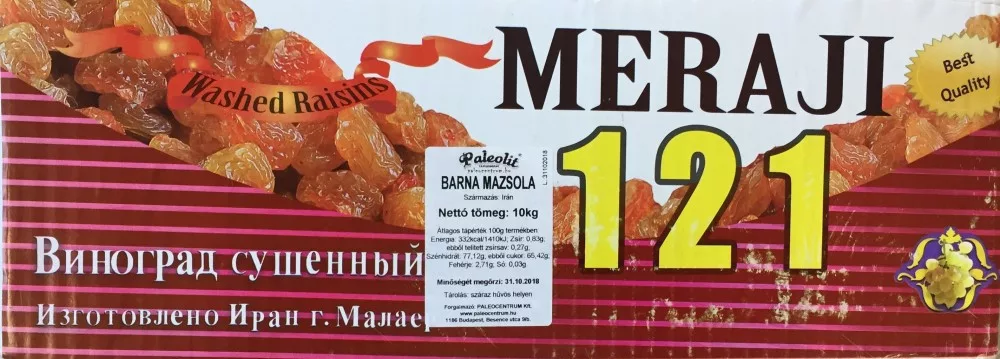 Washed Raisins
MERAJI
121
Best
Quality
Paleolit
paleocentrum.hu
BARNA MAZSOLA
Származás: Irán
Nettó tömeg: 10kg
Átlagos tápérték 100g termékben
Energia: 332kcal/1410kJ; Zsír: 0,83g;
ebből telített zsírsav: 0,27g;
Szénhidrát: 77,12g, ebből cukor: 65,42g;
Fehérje: 2,71g; Só: 0,03g
Minőségét megőrzi: 31.10.2018
Tárolás: száraz hűvös helyen
Forgalmazó: PALEOCENTRUM Kft.
www.paleocentrum.hu
1186 Budapest, Besence utca 9/b.
L. 31102018
Виноград сушенный
Изготовлено Иран г. Малаер